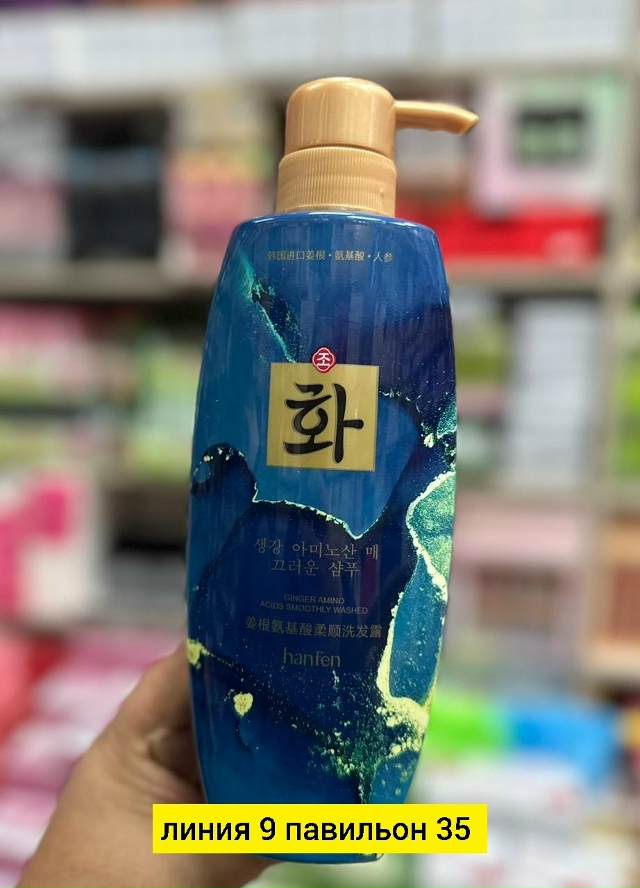 韩国进口姜根·氨基酸·人参
조
화
생강 아미노산 매
끄러운 샴푸
GINGER AMINO
ACIDS SMOOTHLY WASHED
姜根氨基酸柔顺洗发露
hanfen
линия 9 павильон 35